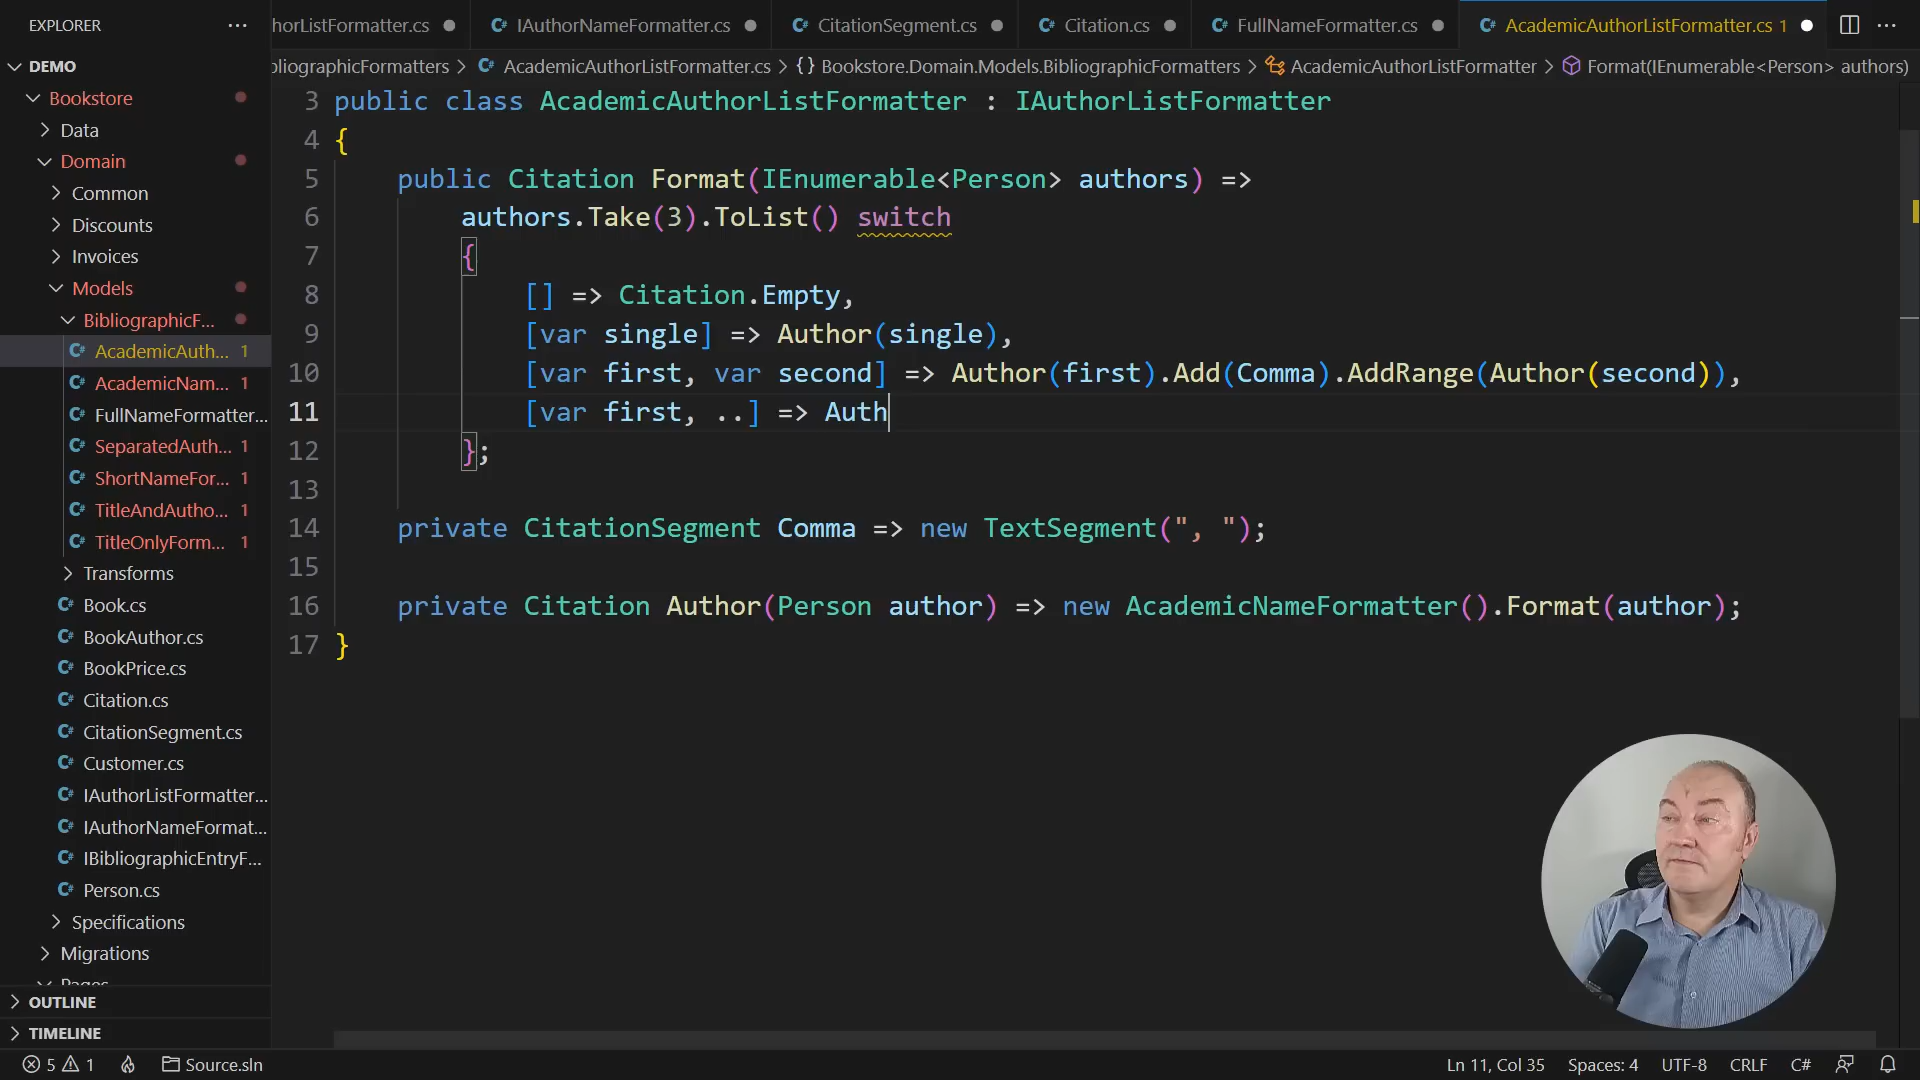 EXPLORER
horListFormatter.cs
IAuthorNameFormatter.cs
CitationSegment.cs
Citation.cs
FullNameFormatter.cs
AcademicAuthorListFormatter.cs 1
DEMO
bliographicFormatters > AcademicAuthorListFormatter.cs > {} Bookstore.Domain.Models.BibliographicFormatters > AcademicAuthorListFormatter > Format(IEnumerable<Person> authors)
Bookstore
Data
Domain
Common
Discounts
Invoices
Models
BibliographicF...
AcademicAuth... 1
AcademicNam... 1
FullNameFormatter...
SeparatedAuth... 1
ShortNameFor... 1
TitleAndAutho... 1
TitleOnlyForm... 1
Transforms
Book.cs
BookAuthor.cs
BookPrice.cs
Citation.cs
CitationSegment.cs
Customer.cs
IAuthorListFormatter...
IAuthorNameFormat...
IBibliographicEntryF...
Person.cs
Specifications
Migrations
Pages
OUTLINE
TIMELINE
3 public class AcademicAuthorListFormatter : IAuthorListFormatter
4 {
5 public Citation Format(IEnumerable<Person> authors) =>
6 authors.Take(3).ToList() switch
7 {
8 [] => Citation.Empty,
9 [var single] => Author(single),
10 [var first, var second] => Author(first).Add(Comma).AddRange(Author(second)),
11 [var first, ..] => Auth
12 };
13
14 private CitationSegment Comma => new TextSegment(", ");
15
16 private Citation Author(Person author) => new AcademicNameFormatter().Format(author);
17 }
5 1 Source.sln Ln 11, Col 35 Spaces: 4 UTF-8 CRLF C#